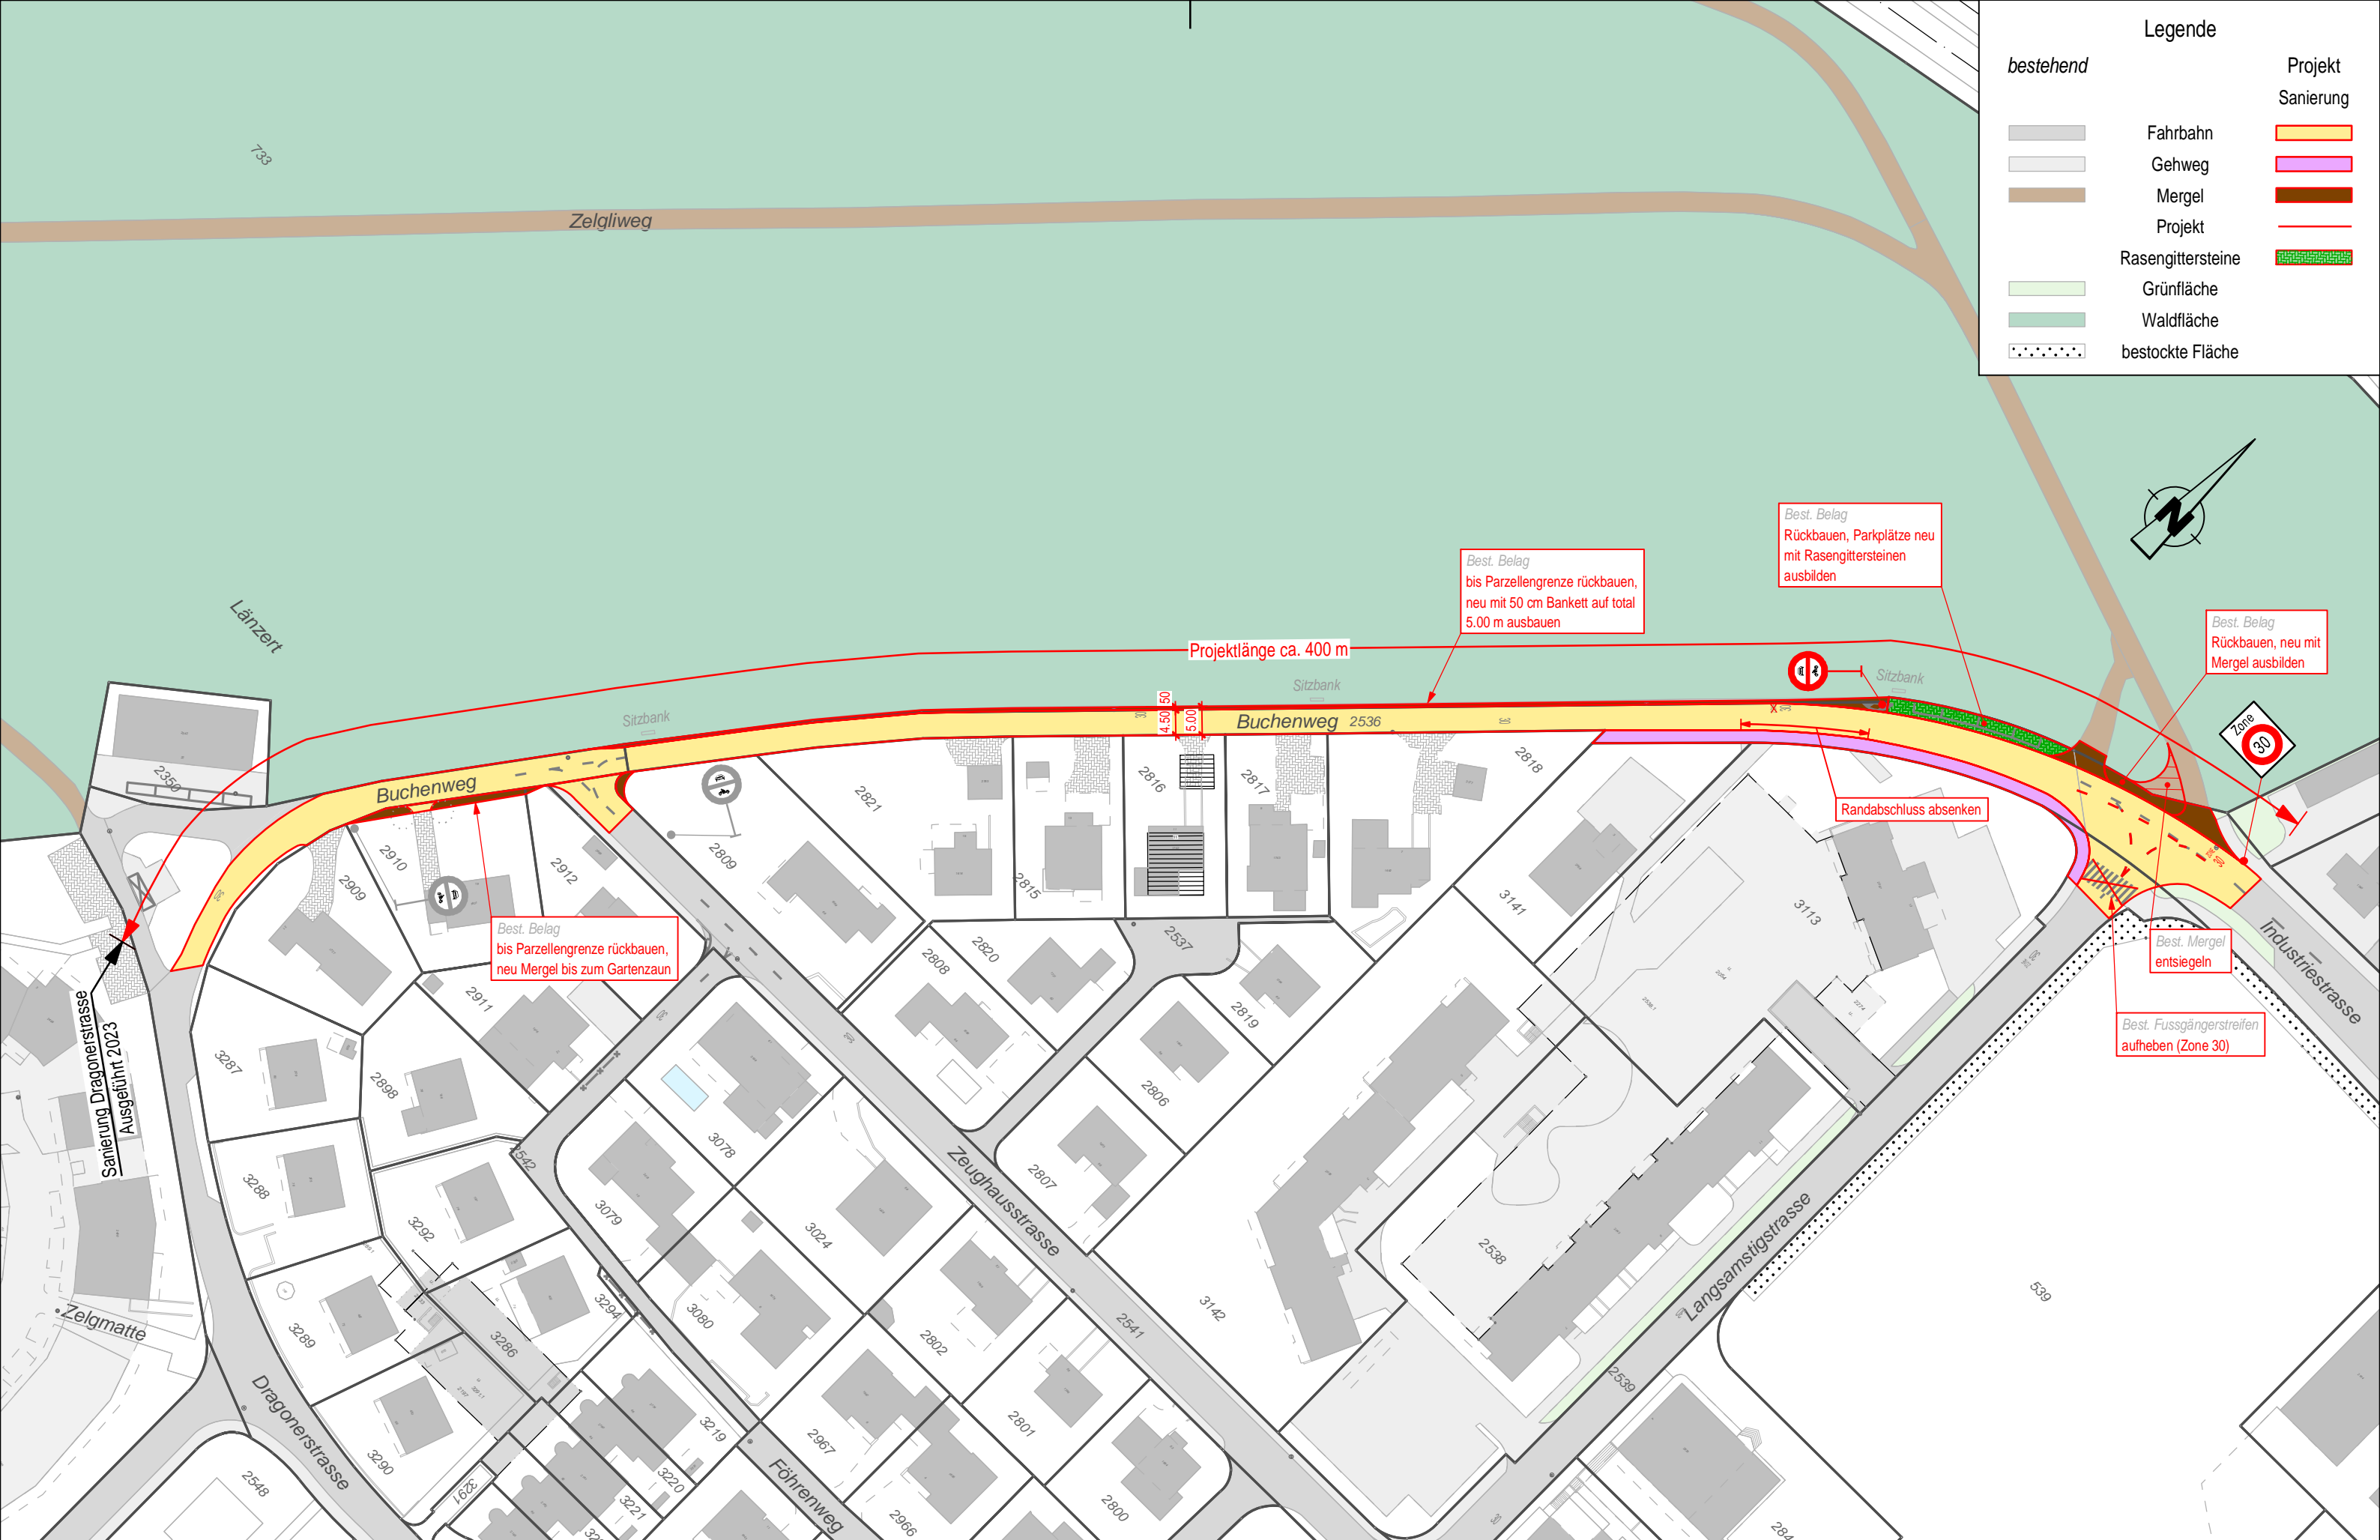 Legende
bestehend
Projekt
Sanierung
Fahrbahn
Gehweg
Mergel
Projekt
Rasengittersteine
Grünfläche
Waldfläche
bestockte Fläche
733
Zelgliweg
Länzert
N
Best. Belag
Rückbauen, Parkplätze neu
mit Rasengittersteinen
ausbilden
Best. Belag
bis Parzellengrenze rückbauen,
neu mit 50 cm Bankett auf total
5.00 m ausbauen
Best. Belag
Rückbauen, neu mit
Mergel ausbilden
Projektlänge ca. 400 m
Sitzbank
Sitzbank
Sitzbank
Zone
30
50
4.50
5.00
Buchenweg
2536
Buchenweg
2350
Randabschluss absenken
2821
2816
2817
2818
2815
2809
2910
2909
2912
2911
3141
3113
2537
2820
2808
2819
2806
2807
Best. Belag
bis Parzellengrenze rückbauen,
neu Mergel bis zum Gartenzaun
Best. Mergel
entsiegeln
Best. Fussgängerstreifen
aufheben (Zone 30)
Industriestrasse
Sanierung Dragonerstrasse
Ausgeführt 2023
3287
2898
3288
3292
2542
3078
3079
3024
3289
3286
3294
3080
3290
3291
3219
3220
3221
2967
2966
2802
2801
2800
2541
3142
2538
2539
539
2548
Zelgmatte
Dragonerstrasse
Föhrenweg
Zeughausstrasse
Langsamstigstrasse